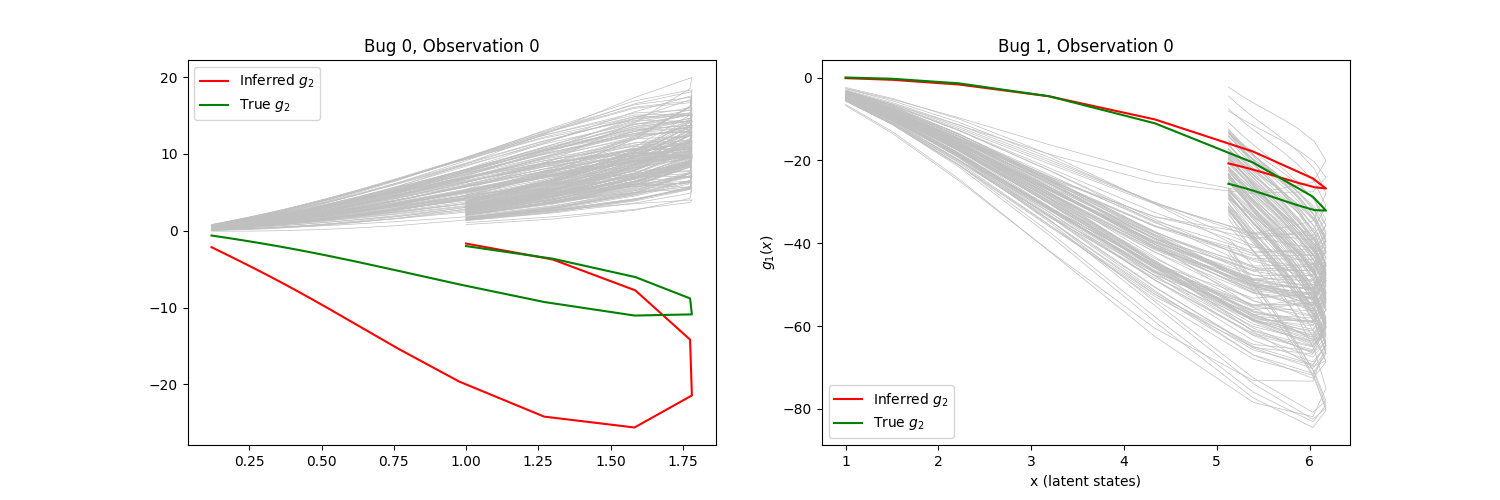 Bug 0, Observation 0
Inferred g₂
True g₂
20
10
0
−10
−20
0.25 0.50 0.75 1.00 1.25 1.50 1.75
Bug 1, Observation 0
g₁(x)
0
−20
−40
−60
−80
Inferred g₂
True g₂
1 2 3 4 5 6
x (latent states)